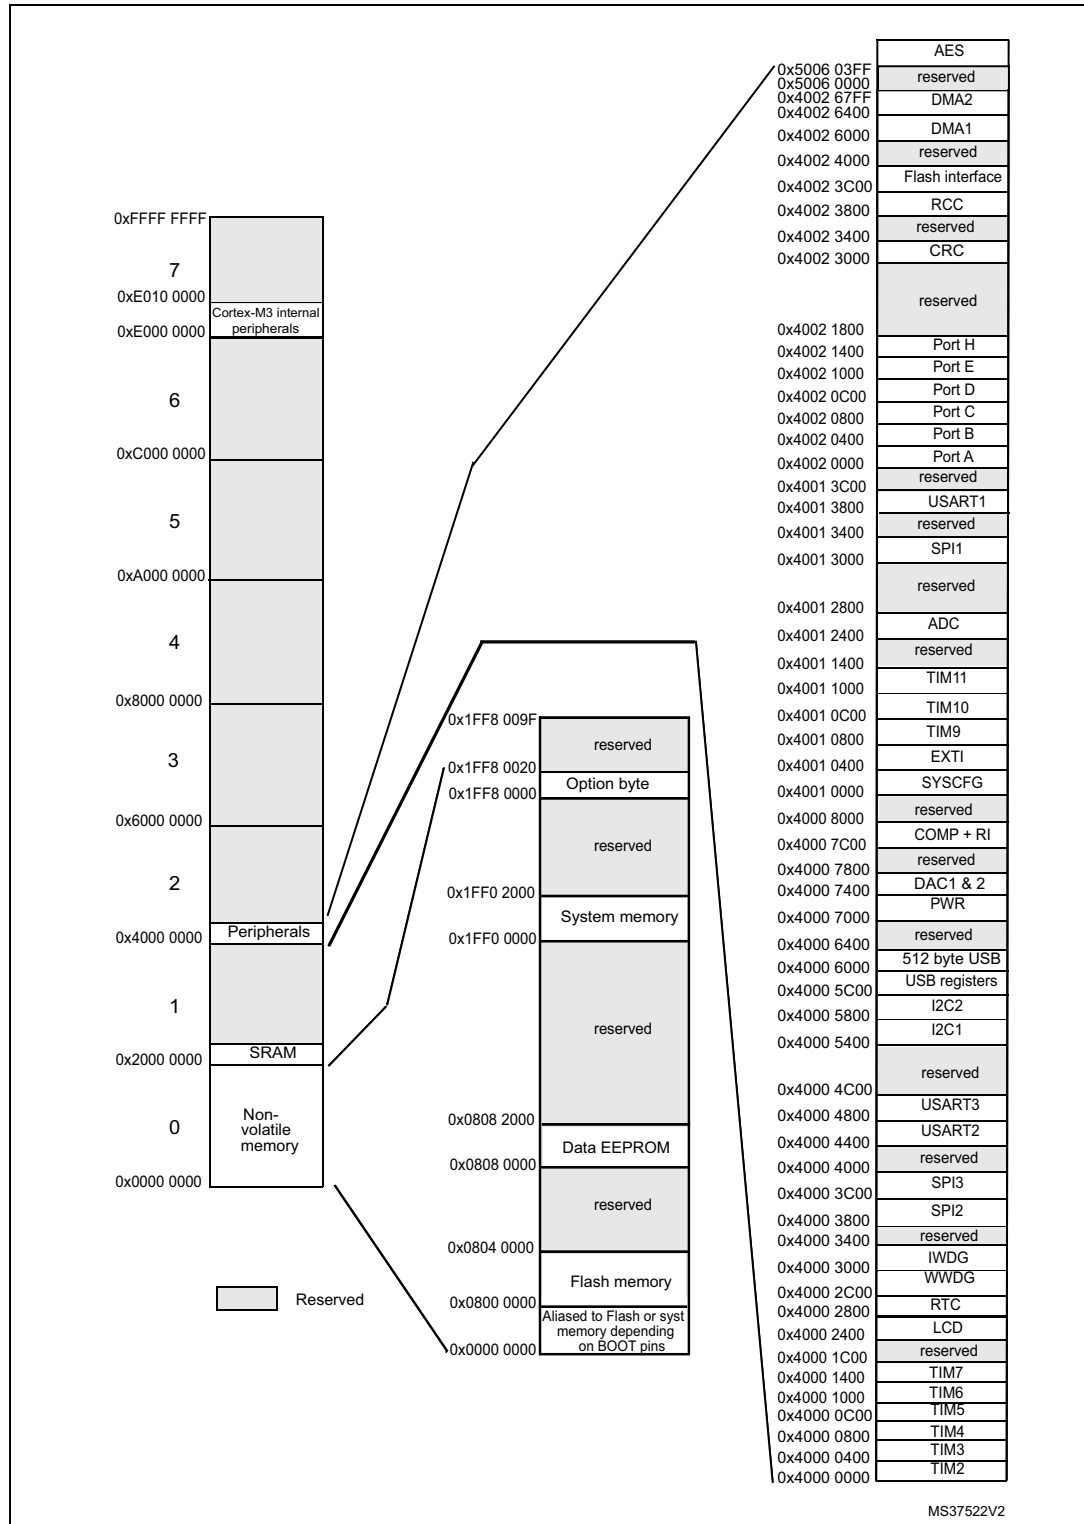 0xFFFF FFFF
7
0xE010 0000
Cortex-M3 internal
peripherals
0xE000 0000
6
0xC000 0000
5
0xA000 0000
4
0x8000 0000
3
0x6000 0000
2
Peripherals
0x4000 0000
1
SRAM
0x2000 0000
Non-
volatile
memory
0
0x0000 0000
Reserved
0x1FF8 009F
reserved
0x1FF8 0020
Option byte
0x1FF8 0000
reserved
0x1FF0 2000
System memory
0x1FF0 0000
reserved
0x0808 2000
Data EEPROM
0x0808 0000
reserved
0x0804 0000
Flash memory
0x0800 0000
Aliased to Flash or syst
memory depending
on BOOT pins
0x0000 0000
AES
0x5006 03FF
reserved
0x5006 0000
0x4002 67FF
DMA2
0x4002 6400
DMA1
0x4002 6000
reserved
0x4002 4000
Flash interface
0x4002 3C00
RCC
0x4002 3800
reserved
0x4002 3400
CRC
0x4002 3000
reserved
0x4002 1800
Port H
0x4002 1400
Port E
0x4002 1000
Port D
0x4002 0C00
Port C
0x4002 0800
Port B
0x4002 0400
Port A
0x4002 0000
reserved
0x4001 3C00
USART1
0x4001 3800
reserved
0x4001 3400
SPI1
0x4001 3000
reserved
0x4001 2800
ADC
0x4001 2400
reserved
0x4001 1400
TIM11
0x4001 1000
TIM10
0x4001 0C00
TIM9
0x4001 0800
EXTI
0x4001 0400
SYSCFG
0x4001 0000
reserved
0x4000 8000
COMP + RI
0x4000 7C00
reserved
0x4000 7800
DAC1 & 2
0x4000 7400
PWR
0x4000 7000
reserved
0x4000 6400
512 byte USB
0x4000 6000
USB registers
0x4000 5C00
I2C2
0x4000 5800
I2C1
0x4000 5400
reserved
0x4000 4C00
USART3
0x4000 4800
USART2
0x4000 4400
reserved
0x4000 4000
SPI3
0x4000 3C00
SPI2
0x4000 3800
reserved
0x4000 3400
IWDG
0x4000 3000
WWDG
0x4000 2C00
RTC
0x4000 2800
LCD
0x4000 2400
reserved
0x4000 1C00
TIM7
0x4000 1400
TIM6
0x4000 1000
TIM5
0x4000 0C00
TIM4
0x4000 0800
TIM3
0x4000 0400
TIM2
0x4000 0000
MS37522V2